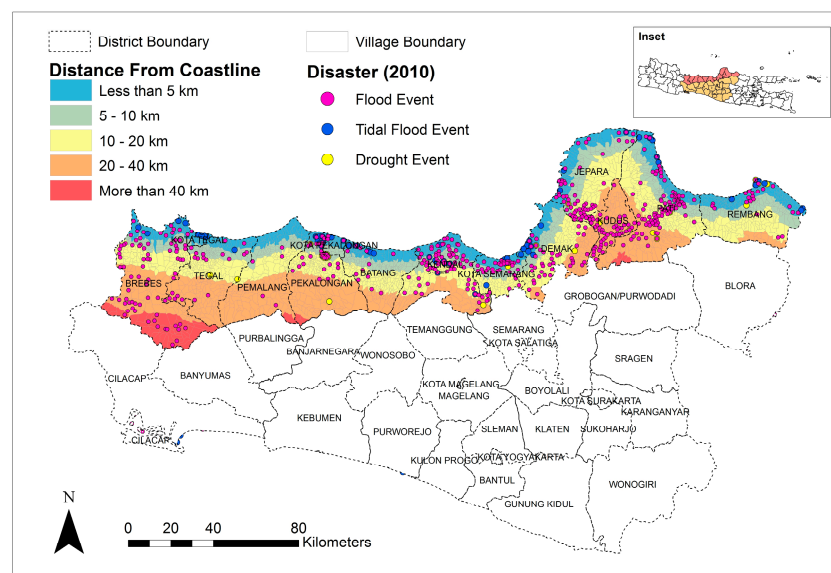 District Boundary
Village Boundary
Distance From Coastline
Less than 5 km
5 - 10 km
10 - 20 km
20 - 40 km
More than 40 km
Disaster (2010)
Flood Event
Tidal Flood Event
Drought Event
Inset
JEPARA
KUDUS
PATI
REMBANG
KOTA TEGAL
KOTA PEKALONGAN
DEMAK
KENDAL
KOTA SEMARANG
BREBES
TEGAL
PEMALANG
PEKALONGAN
BATANG
GROBOGAN/PURWODADI
BLORA
TEMANGGUNG
SEMARANG
PURBALINGGA
KOTA SALATIGA
BANJARNEGARA
WONOSOBO
SRAGEN
CILACAP
BANYUMAS
KOTA MAGELANG
MAGELANG
BOYOLALI
KOTA SURAKARTA
KARANGANYAR
KEBUMEN
PURWOREJO
SLEMAN
KLATEN
SUKOHARJO
CILACAP
KULON PROGO
KOTA YOGYAKARTA
BANTUL
WONOGIRI
GUNUNG KIDUL
N
0 20 40 80
Kilometers